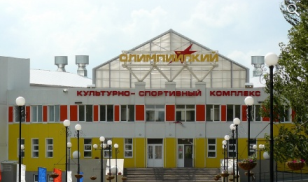 ОЛИМПИЙСКИЙ
КУЛЬТУРНО- СПОРТИВНЫЙ КОМПЛЕКС